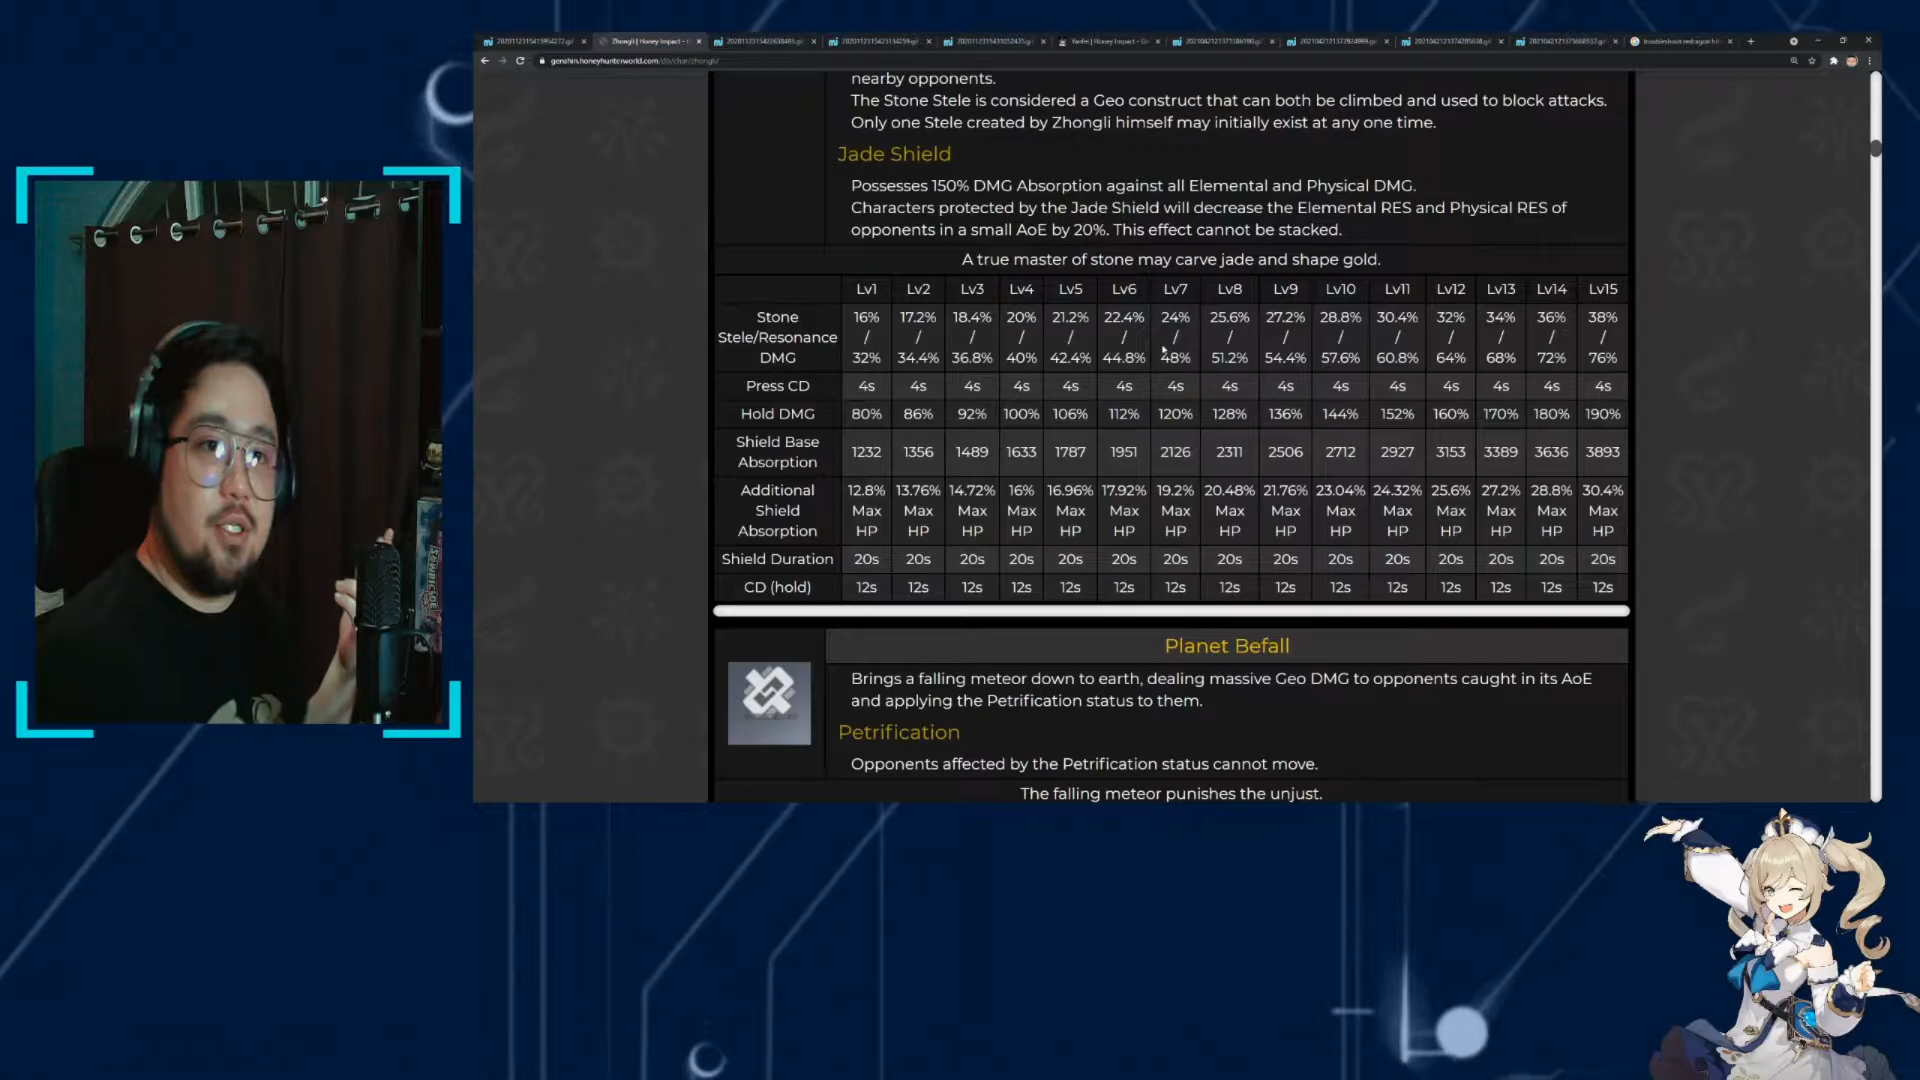 Zhongli | Honey Impact -
Yanfei | Honey Impact - G
troubleshoot redragon h
genshin.honeyhunterworld.com/db/char/zhongli/
nearby opponents.
The Stone Stele is considered a Geo construct that can both be climbed and used to block attacks.
Only one Stele created by Zhongli himself may initially exist at any one time.
Jade Shield
Possesses 150% DMG Absorption against all Elemental and Physical DMG.
Characters protected by the Jade Shield will decrease the Elemental RES and Physical RES of
opponents in a small AoE by 20%. This effect cannot be stacked.
A true master of stone may carve jade and shape gold.
Lv1 Lv2 Lv3 Lv4 Lv5 Lv6 Lv7 Lv8 Lv9 Lv10 Lv11 Lv12 Lv13 Lv14 Lv15
Stone 16% 17.2% 18.4% 20% 21.2% 22.4% 24% 25.6% 27.2% 28.8% 30.4% 32% 34% 36% 38%
Stele/Resonance / / / / / / / / / / / / / / /
DMG 32% 34.4% 36.8% 40% 42.4% 44.8% 48% 51.2% 54.4% 57.6% 60.8% 64% 68% 72% 76%
Press CD 4s 4s 4s 4s 4s 4s 4s 4s 4s 4s 4s 4s 4s 4s 4s
Hold DMG 80% 86% 92% 100% 106% 112% 120% 128% 136% 144% 152% 160% 170% 180% 190%
Shield Base
Absorption 1232 1356 1489 1633 1787 1951 2126 2311 2506 2712 2927 3153 3389 3636 3893
Additional 12.8% 13.76% 14.72% 16% 16.96% 17.92% 19.2% 20.48% 21.76% 23.04% 24.32% 25.6% 27.2% 28.8% 30.4%
Shield Max Max Max Max Max Max Max Max Max Max Max Max Max Max Max
Absorption HP HP HP HP HP HP HP HP HP HP HP HP HP HP HP
Shield Duration 20s 20s 20s 20s 20s 20s 20s 20s 20s 20s 20s 20s 20s 20s 20s
CD (hold) 12s 12s 12s 12s 12s 12s 12s 12s 12s 12s 12s 12s 12s 12s 12s
Planet Befall
Brings a falling meteor down to earth, dealing massive Geo DMG to opponents caught in its AoE
and applying the Petrification status to them.
Petrification
Opponents affected by the Petrification status cannot move.
The falling meteor punishes the unjust.